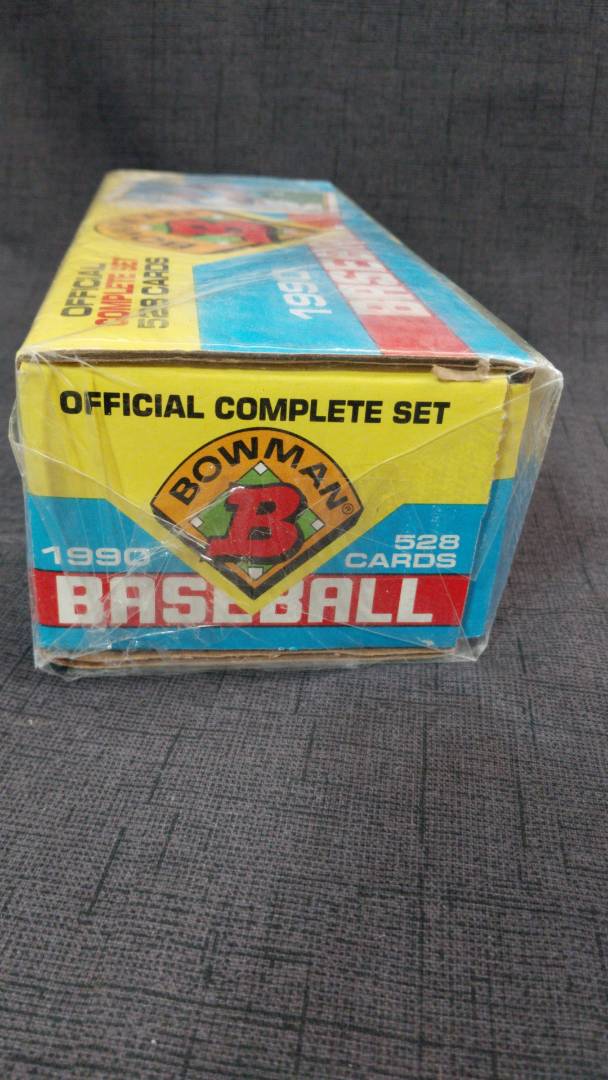 OFFICIAL
COMPLETE SET
528 CARDS
1990
BASEBALL
OFFICIAL COMPLETE SET
BOWMAN®
B
1990
528
CARDS
BASEBALL